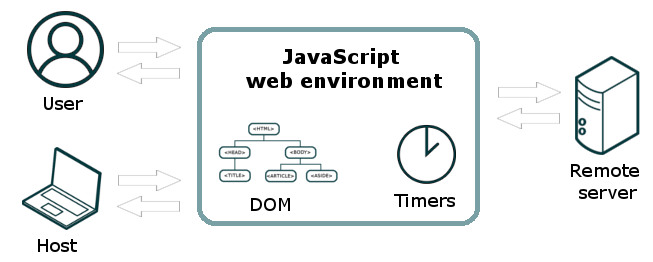 JavaScript
web environment
User
<HTML>
<HEAD>
<BODY>
<TITLE>
<ARTICLE>
<ASIDE>
DOM
Timers
Host
Remote
server